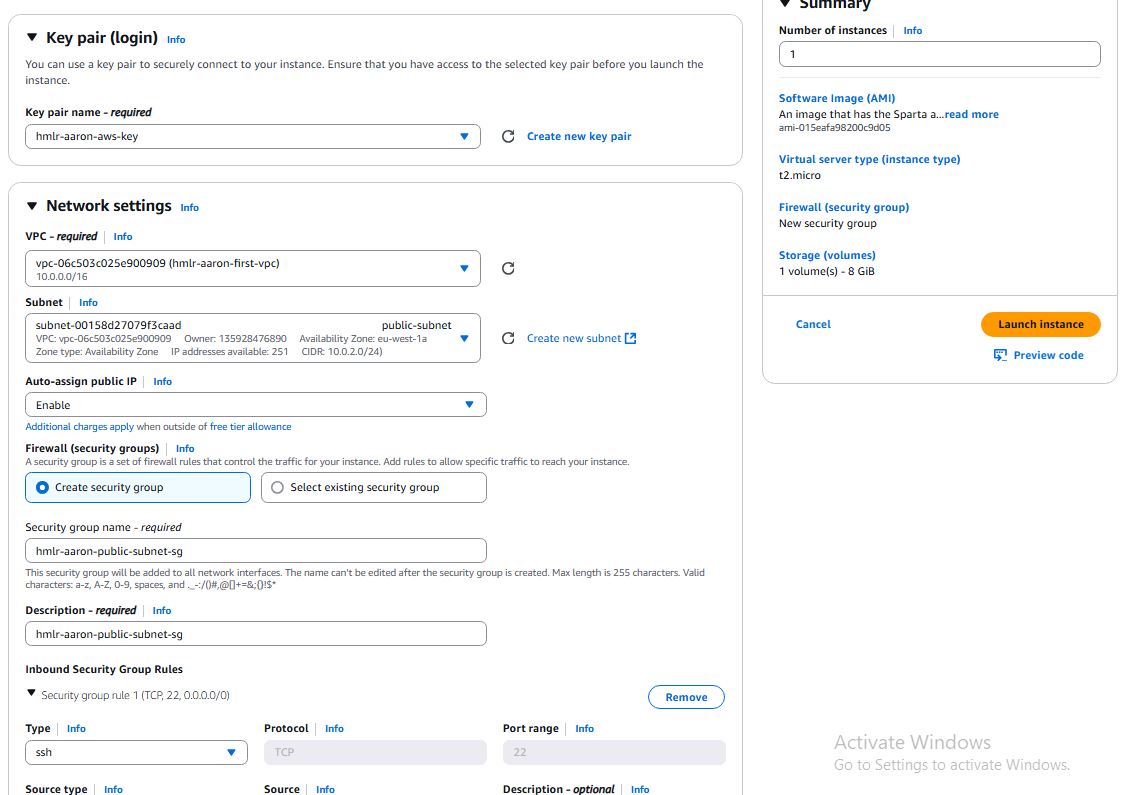 Key pair (login) Info
You can use a key pair to securely connect to your instance. Ensure that you have access to the selected key pair before you launch the
instance.
Key pair name - required
hmlr-aaron-aws-key
Create new key pair
Network settings Info
VPC - required Info
vpc-06c503c025e900909 (hmlr-aaron-first-vpc)
10.0.0.0/16
Subnet Info
subnet-00158d27079f3caad public-subnet
VPC: vpc-06c503c025e900909 Owner: 135928476890 Availability Zone: eu-west-1a
Zone type: Availability Zone IP addresses available: 251 CIDR: 10.0.2.0/24)
Create new subnet
Auto-assign public IP Info
Enable
Additional charges apply when outside of free tier allowance
Firewall (security groups) Info
A security group is a set of firewall rules that control the traffic for your instance. Add rules to allow specific traffic to reach your instance.
Create security group
Select existing security group
Security group name - required
hmlr-aaron-public-subnet-sg
This security group will be added to all network interfaces. The name can't be edited after the security group is created. Max length is 255 characters. Valid
characters: a-z, A-Z, 0-9, spaces, and ._-:/()#,@[]+=&;{}!$*
Description - required Info
hmlr-aaron-public-subnet-sg
Inbound Security Group Rules
Security group rule 1 (TCP, 22, 0.0.0.0/0)
Remove
Type Info
Protocol Info
Port range Info
ssh
TCP
22
Source type Info
Source Info
Description - optional Info
Summary
Number of instances Info
1
Software Image (AMI)
An image that has the Sparta a...read more
ami-015eafa98200c9d05
Virtual server type (instance type)
t2.micro
Firewall (security group)
New security group
Storage (volumes)
1 volume(s) - 8 GiB
Cancel
Launch instance
Preview code
Activate Windows
Go to Settings to activate Windows.